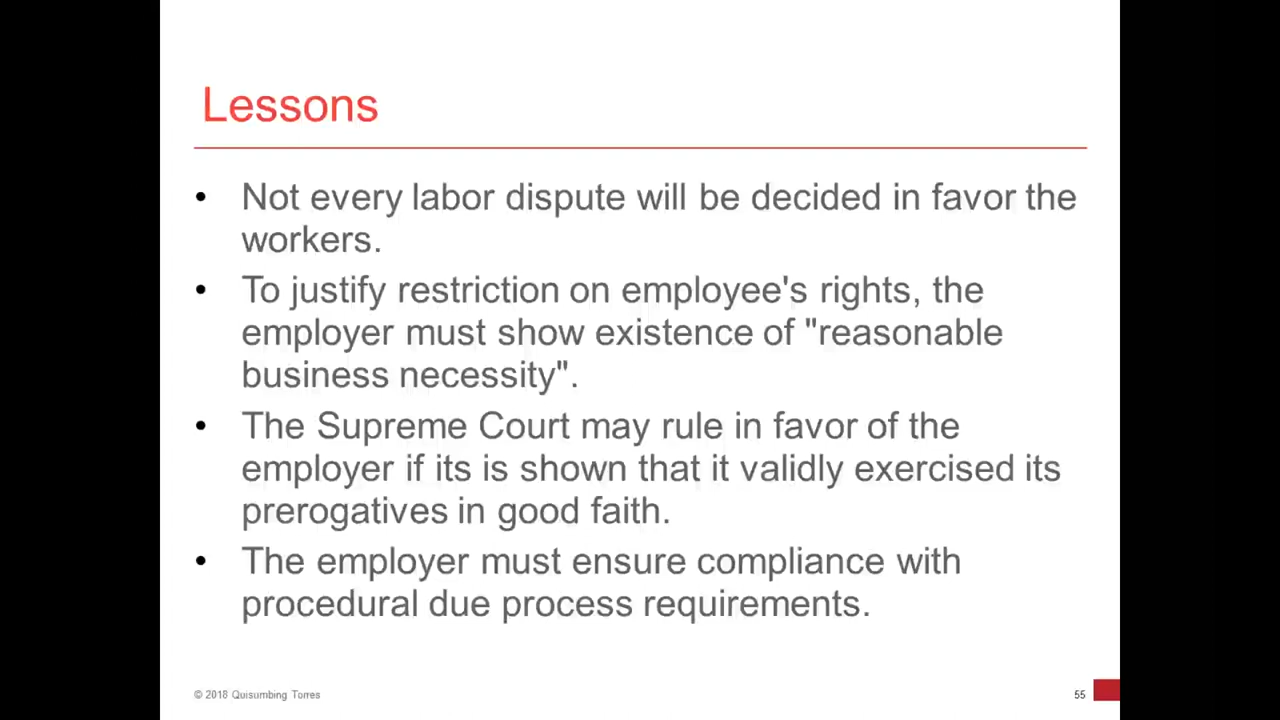 Lessons
• Not every labor dispute will be decided in favor the
workers.
• To justify restriction on employee's rights, the
employer must show existence of "reasonable
business necessity".
• The Supreme Court may rule in favor of the
employer if its is shown that it validly exercised its
prerogatives in good faith.
• The employer must ensure compliance with
procedural due process requirements.
© 2018 Quisumbing Torres
55